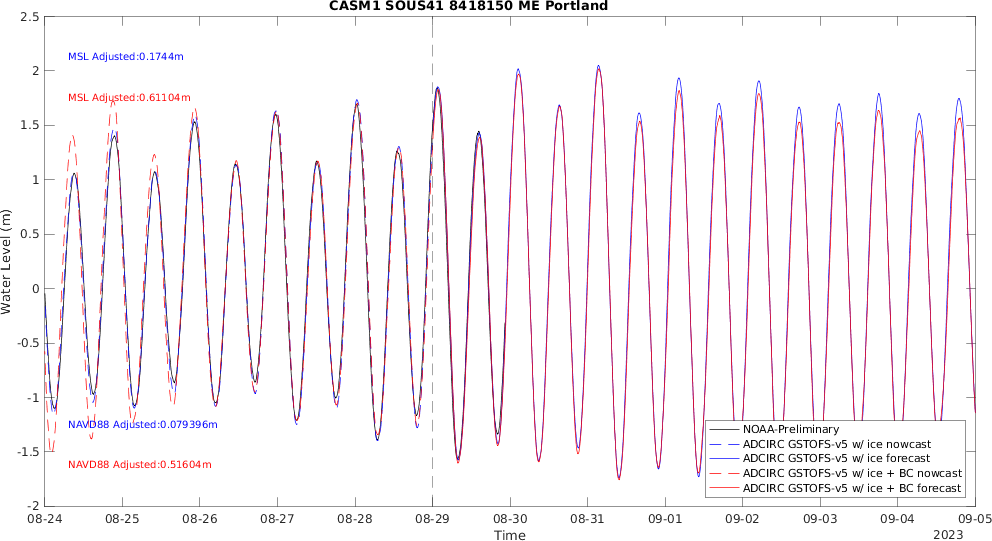 CASM1 SOUS41 8418150 ME Portland
MSL Adjusted:0.1744m
MSL Adjusted:0.61104m
NAVD88 Adjusted:0.079396m
NAVD88 Adjusted:0.51604m
Water Level (m)
2.5
2
1.5
1
0.5
0
-0.5
-1
-1.5
-2
NOAA-Preliminary
ADCIRC GSTOFS-v5 w/ ice nowcast
ADCIRC GSTOFS-v5 w/ ice forecast
ADCIRC GSTOFS-v5 w/ ice + BC nowcast
ADCIRC GSTOFS-v5 w/ ice + BC forecast
08-24 08-25 08-26 08-27 08-28 08-29 08-30 08-31 09-01 09-02 09-03 09-04 09-05
Time
2023